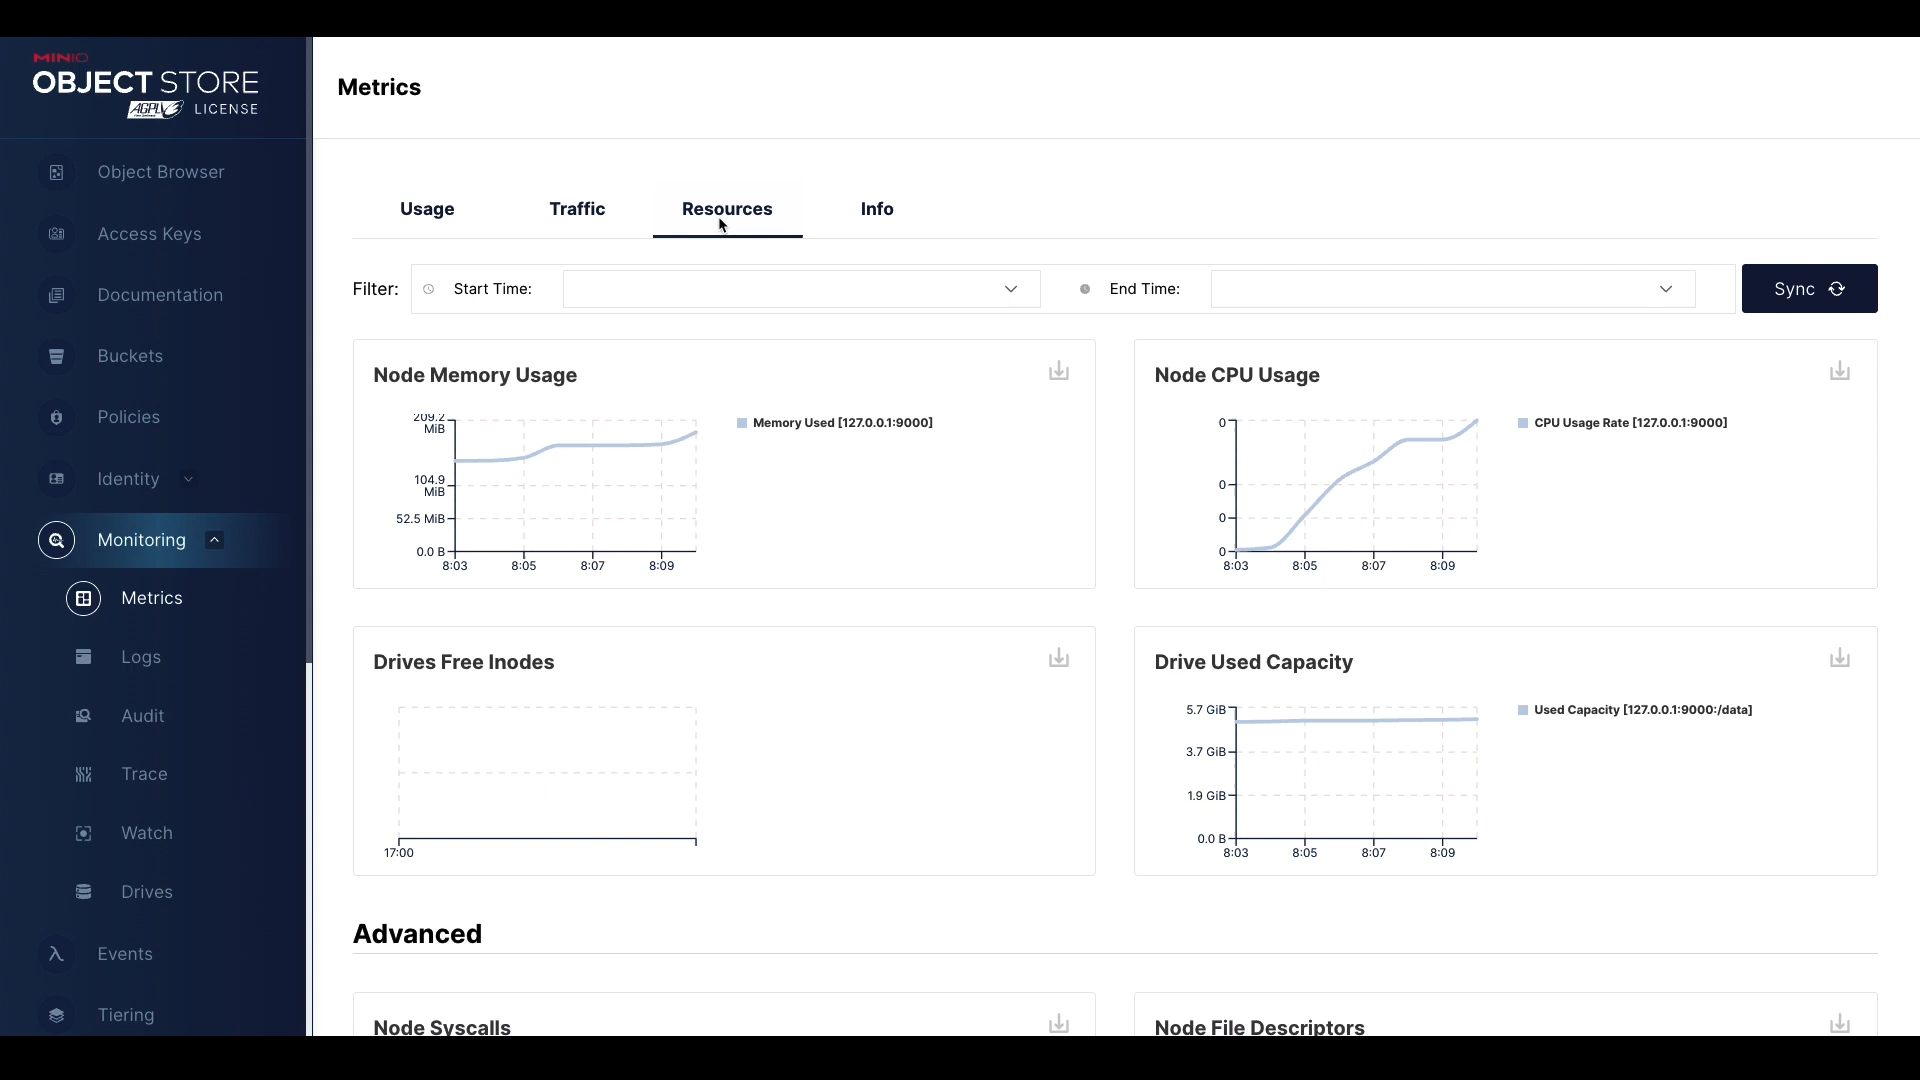 MINIO
OBJECT STORE
AGPLv3 LICENSE
Object Browser
Access Keys
Documentation
Buckets
Policies
Identity
Monitoring
Metrics
Logs
Audit
Trace
Watch
Drives
Events
Tiering
Metrics
Usage Traffic Resources Info
Filter: Start Time: End Time: Sync
Node Memory Usage
209.2
MiB
104.9
MiB
52.5 MiB
0.0 B
8:03 8:05 8:07 8:09
Memory Used [127.0.0.1:9000]
Node CPU Usage
0
0
0
0
8:03 8:05 8:07 8:09
CPU Usage Rate [127.0.0.1:9000]
Drives Free Inodes
17:00
Drive Used Capacity
5.7 GiB
3.7 GiB
1.9 GiB
0.0 B
8:03 8:05 8:07 8:09
Used Capacity [127.0.0.1:9000:/data]
Advanced
Node Syscalls
Node File Descriptors